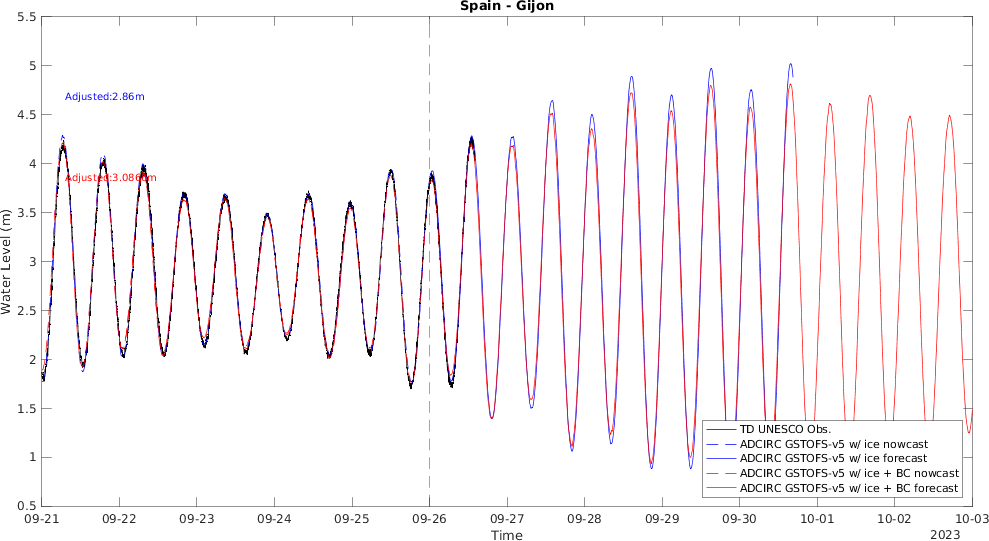 Spain - Gijon
5.5
5
4.5
4
3.5
3
2.5
2
1.5
1
0.5
Water Level (m)
Adjusted:2.86m
Adjusted:3.086m
TD UNESCO Obs.
ADCIRC GSTOFS-v5 w/ ice nowcast
ADCIRC GSTOFS-v5 w/ ice forecast
ADCIRC GSTOFS-v5 w/ ice + BC nowcast
ADCIRC GSTOFS-v5 w/ ice + BC forecast
09-21 09-22 09-23 09-24 09-25 09-26 09-27 09-28 09-29 09-30 10-01 10-02 10-03
Time
2023